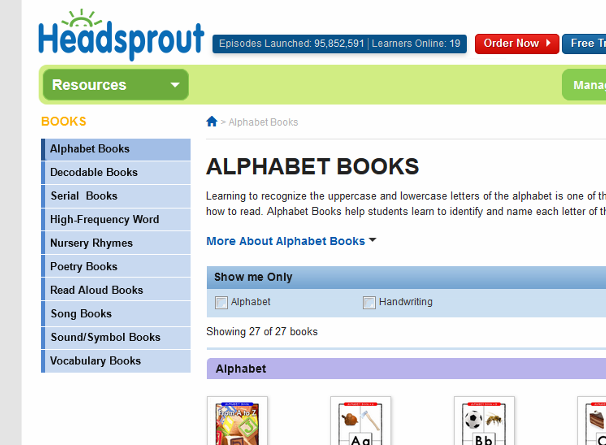 Headsprout
Episodes Launched: 95,852,591 | Learners Online: 19
Order Now
Free
Resources
BOOKS
> Alphabet Books
Alphabet Books
Decodable Books
Serial Books
High-Frequency Word
Nursery Rhymes
Poetry Books
Read Aloud Books
Song Books
Sound/Symbol Books
Vocabulary Books
ALPHABET BOOKS
Learning to recognize the uppercase and lowercase letters of the alphabet is one of
how to read. Alphabet Books help students learn to identify and name each letter of
More About Alphabet Books
Show me Only
Alphabet
Handwriting
Showing 27 of 27 books
Alphabet
From A to Z
Aa
Bb